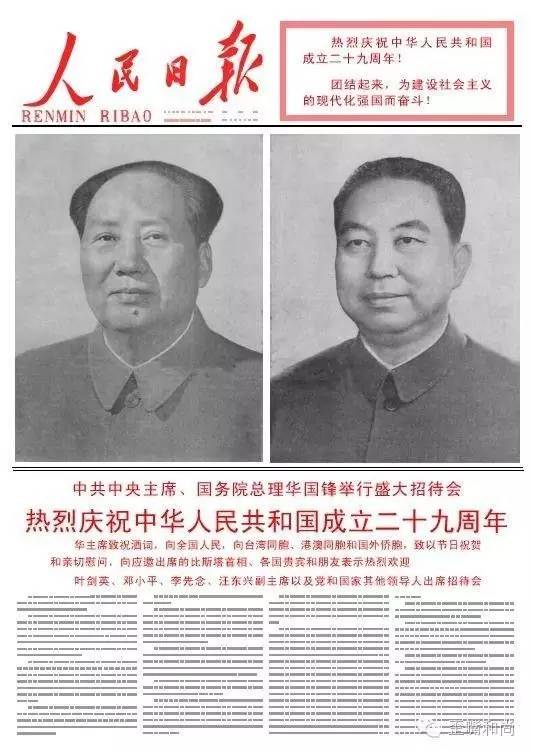 人民日报
RENMIN RIBAO
热烈庆祝中华人民共和国
成立二十九周年！
团结起来，为建设社会主义
的现代化强国而奋斗！
中共中央主席、国务院总理华国锋举行盛大招待会
热烈庆祝中华人民共和国成立二十九周年
华主席致祝酒词，向全国人民，向台湾同胞、港澳同胞和国外侨胞，致以节日祝贺
和亲切慰问，向应邀出席的比斯塔首相、各国贵宾和朋友表示热烈欢迎
叶剑英、邓小平、李先念、汪东兴副主席以及党和国家其他领导人出席招待会
歪嘴和尚